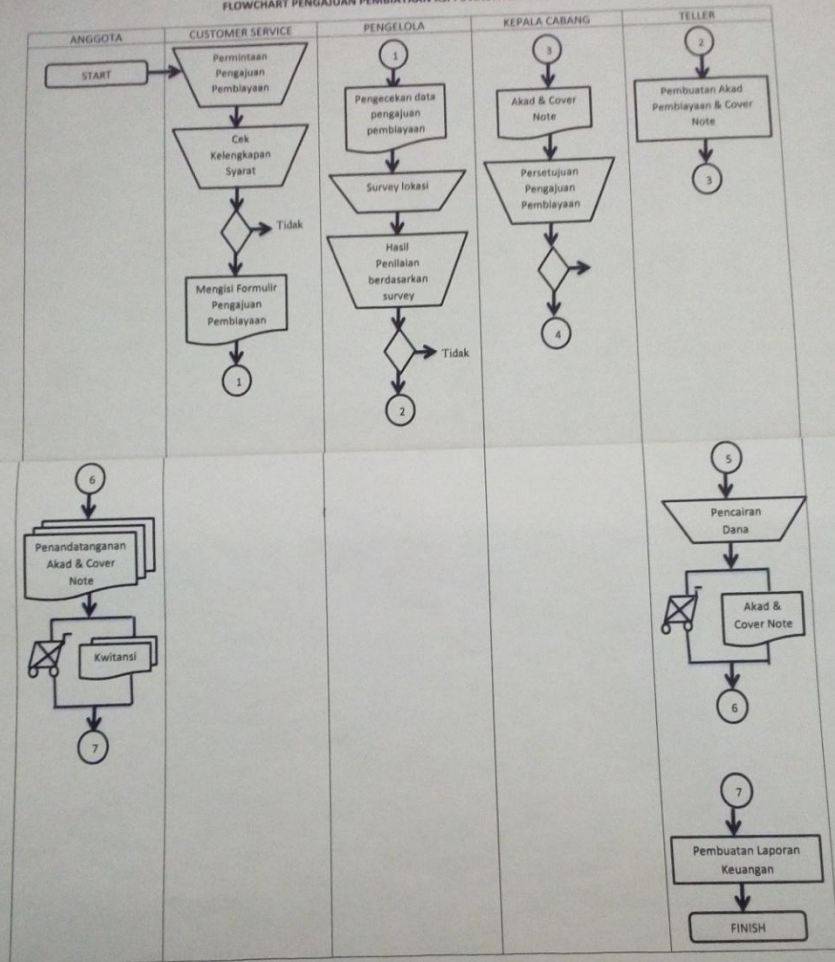 FLOWCHART PENGAJUAN PEMBIAYAAN
ANGGOTA
CUSTOMER SERVICE
PENGELOLA
KEPALA CABANG
TELLER
START
Permintaan
Pengajuan
Pembiayaan
Cek
Kelengkapan
Syarat
Tidak
Mengisi Formulir
Pengajuan
Pembiayaan
1
1
Pengecekan data
pengajuan
pembiayaan
Survey lokasi
Hasil
Penilaian
berdasarkan
survey
Tidak
2
3
Akad & Cover
Note
Persetujuan
Pengajuan
Pembiayaan
4
2
Pembuatan Akad
Pembiayaan & Cover
Note
3
6
Penandatanganan
Akad & Cover
Note
Kwitansi
7
5
Pencairan
Dana
Akad &
Cover Note
6
7
Pembuatan Laporan
Keuangan
FINISH